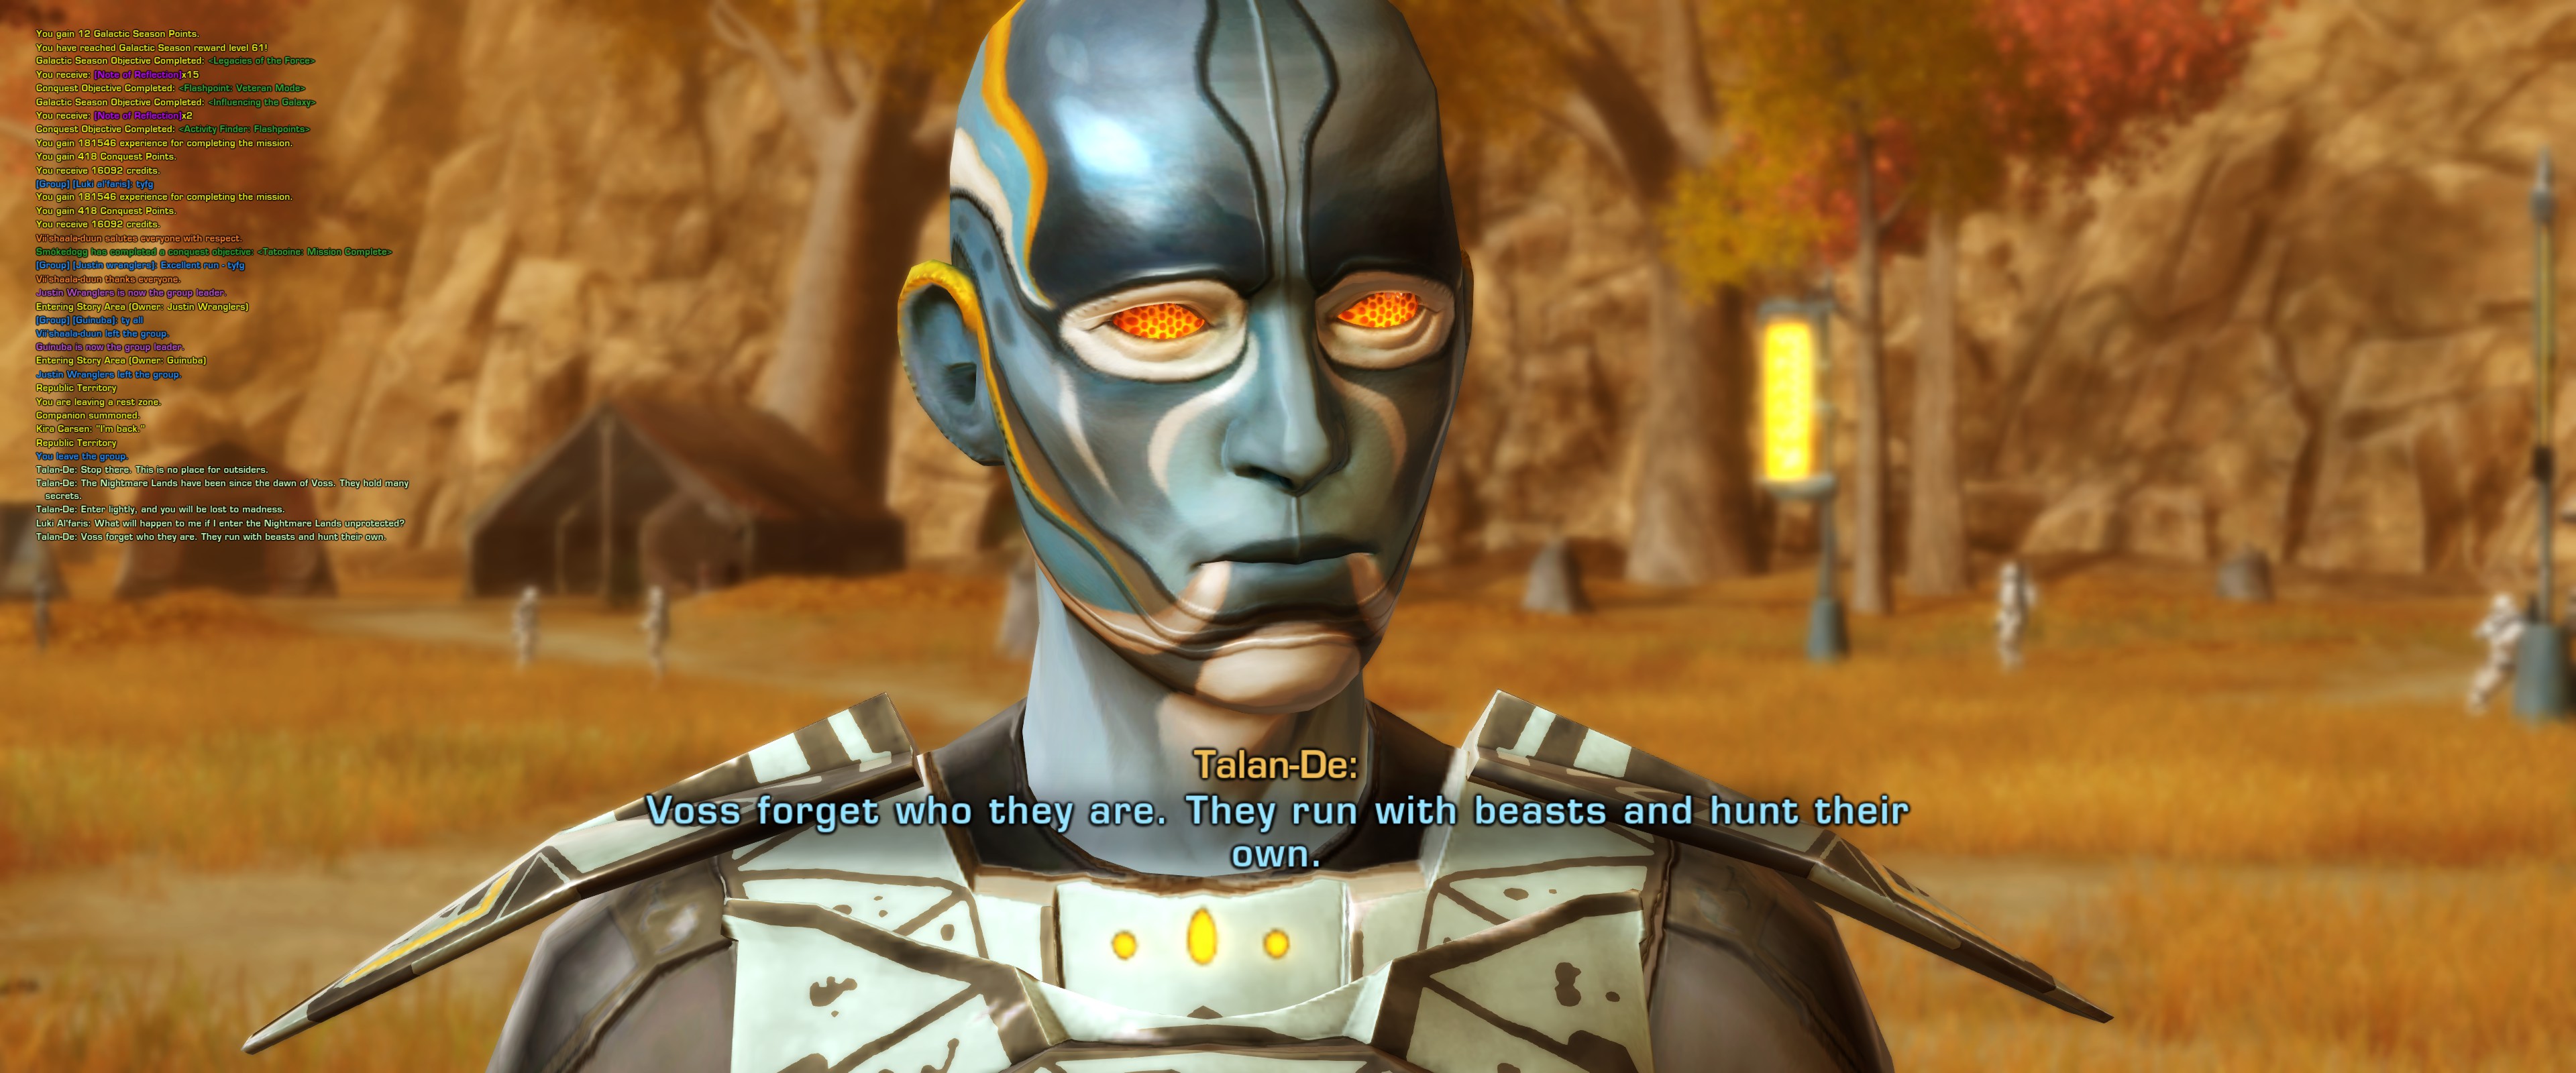 You gain 12 Galactic Season Points.
You have reached Galactic Season reward level 61!
Galactic Season Objective Completed: <Legacies of the Force>
You receive: [Note of Reflection]x15
Conquest Objective Completed: <Flashpoint: Veteran Mode>
Galactic Season Objective Completed: <Influencing the Galaxy>
You receive: [Note of Reflection]x2
Conquest Objective Completed: <Activity Finder: Flashpoints>
You gain 181546 experience for completing the mission.
You gain 418 Conquest Points.
You receive 16092 credits.
[Group] [Luki al'faris]: tyfg
You gain 181546 experience for completing the mission.
You gain 418 Conquest Points.
You receive 16092 credits.
Vii'shaala-duun salutes everyone with respect.
Smókedogg has completed a conquest objective: <Tatooine: Mission Complete>
[Group] [Justin wranglers]: Excellent run - tyfg
Vii'shaala-duun thanks everyone.
Justin Wranglers is now the group leader.
Entering Story Area (Owner: Justin Wranglers)
[Group] [Guinuba]: ty all
Vii'shaala-duun left the group.
Guinuba is now the group leader.
Entering Story Area (Owner: Guinuba)
Justin Wranglers left the group.
Republic Territory
You are leaving a rest zone.
Companion summoned.
Kira Carsen: "I'm back."
Republic Territory
You leave the group.
Talan-De: Stop there. This is no place for outsiders.
Talan-De: The Nightmare Lands have been since the dawn of Voss. They hold many
secrets.
Talan-De: Enter lightly, and you will be lost to madness.
Luki Al'faris: What will happen to me if I enter the Nightmare Lands unprotected?
Talan-De: Voss forget who they are. They run with beasts and hunt their own.
Talan-De:
Voss forget who they are. They run with beasts and hunt their
own.